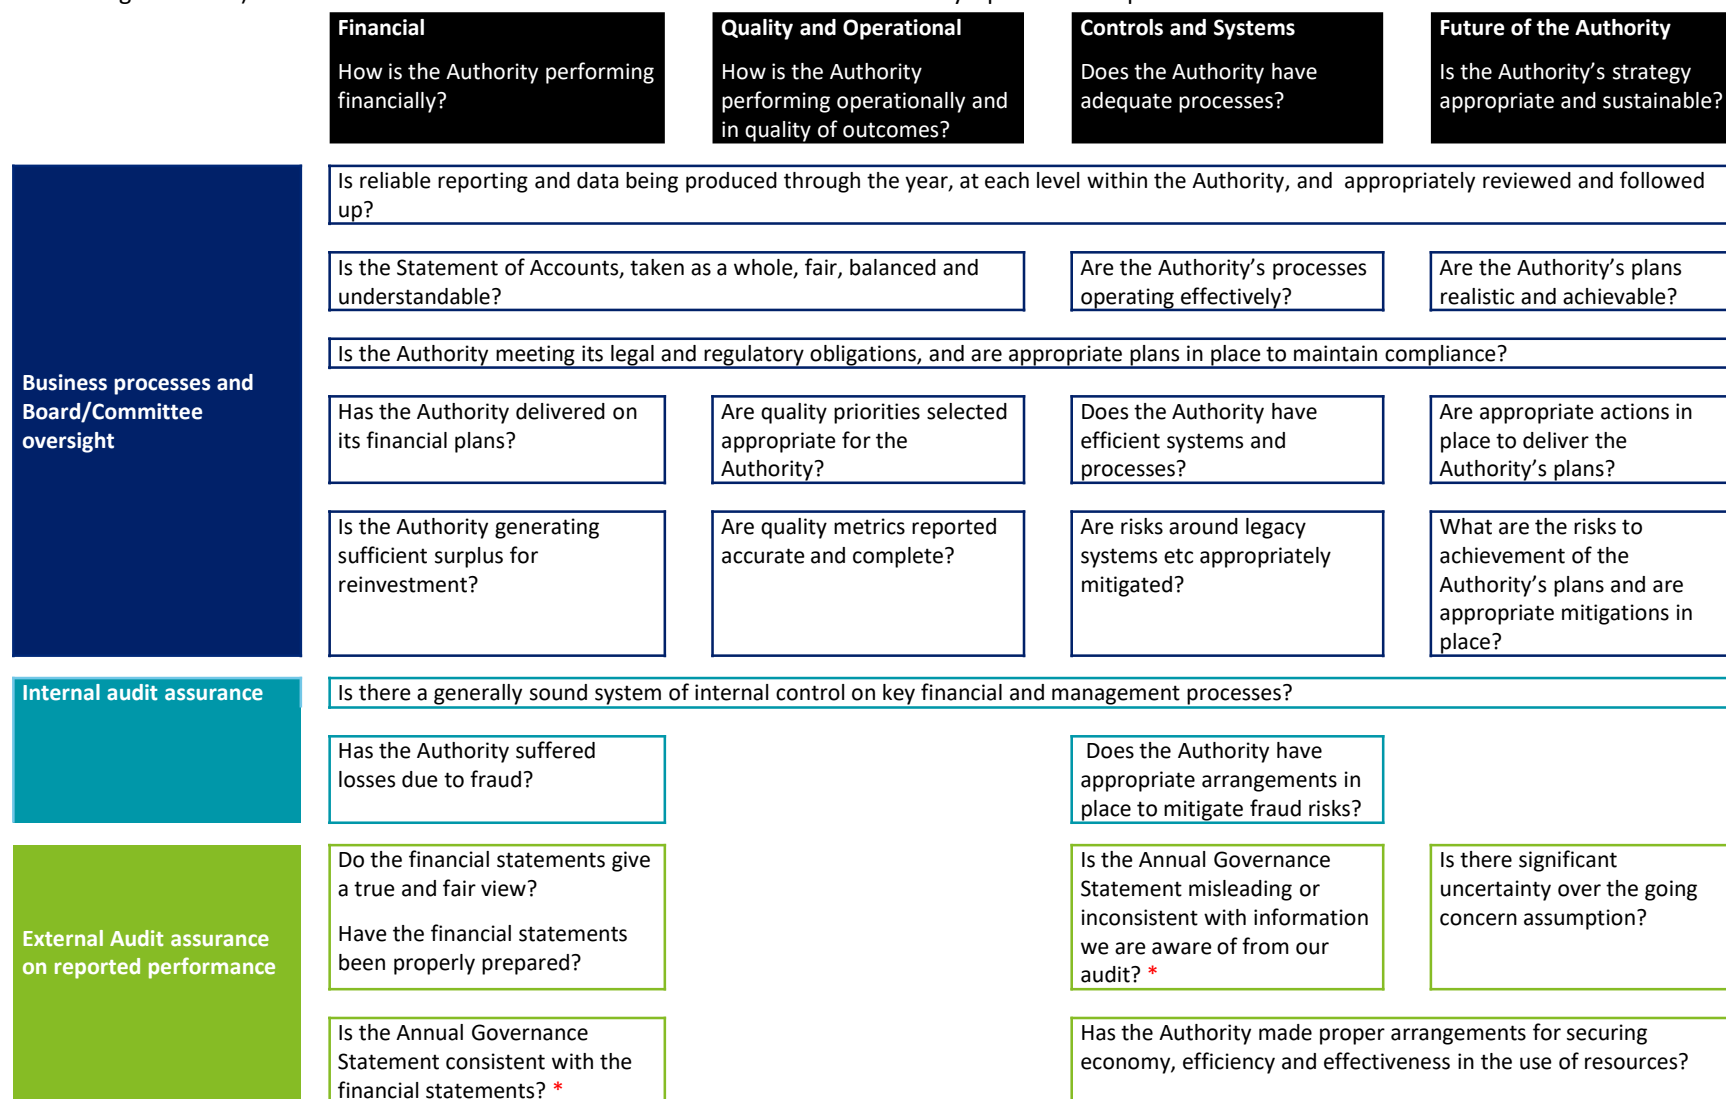 Financial
How is the Authority performing
financially?
Quality and Operational
How is the Authority
performing operationally and
in quality of outcomes?
Controls and Systems
Does the Authority have
adequate processes?
Future of the Authority
Is the Authority’s strategy
appropriate and sustainable?
Business processes and
Board/Committee
oversight
Is reliable reporting and data being produced through the year, at each level within the Authority, and  appropriately reviewed and followed
up?
Is the Statement of Accounts, taken as a whole, fair, balanced and
understandable?
Are the Authority’s processes
operating effectively?
Are the Authority’s plans
realistic and achievable?
Is the Authority meeting its legal and regulatory obligations, and are appropriate plans in place to maintain compliance?
Has the Authority delivered on
its financial plans?
Are quality priorities selected
appropriate for the
Authority?
Does the Authority have
efficient systems and
processes?
Are appropriate actions in
place to deliver the
Authority’s plans?
Is the Authority generating
sufficient surplus for
reinvestment?
Are quality metrics reported
accurate and complete?
Are risks around legacy
systems etc appropriately
mitigated?
What are the risks to
achievement of the
Authority’s plans and are
appropriate mitigations in
place?
Internal audit assurance
Is there a generally sound system of internal control on key financial and management processes?
Has the Authority suffered
losses due to fraud?
Does the Authority have
appropriate arrangements in
place to mitigate fraud risks?
External Audit assurance
on reported performance
Do the financial statements give
a true and fair view?
Have the financial statements
been properly prepared?
Is the Annual Governance
Statement misleading or
inconsistent with information
we are aware of from our
audit? *
Is there significant
uncertainty over the going
concern assumption?
Is the Annual Governance
Statement consistent with the
financial statements? *
Has the Authority made proper arrangements for securing
economy, efficiency and effectiveness in the use of resources?